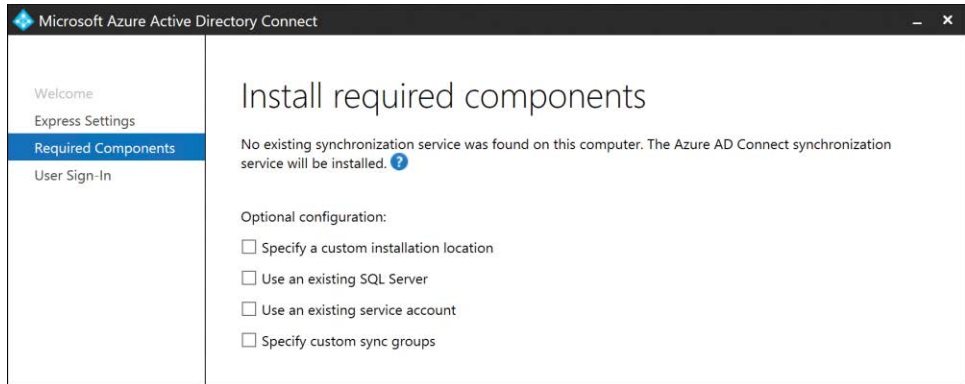 Microsoft Azure Active Directory Connect
Welcome
Express Settings
Required Components
User Sign-In
Install required components
No existing synchronization service was found on this computer. The Azure AD Connect synchronization
service will be installed. ?
Optional configuration:
Specify a custom installation location
Use an existing SQL Server
Use an existing service account
Specify custom sync groups